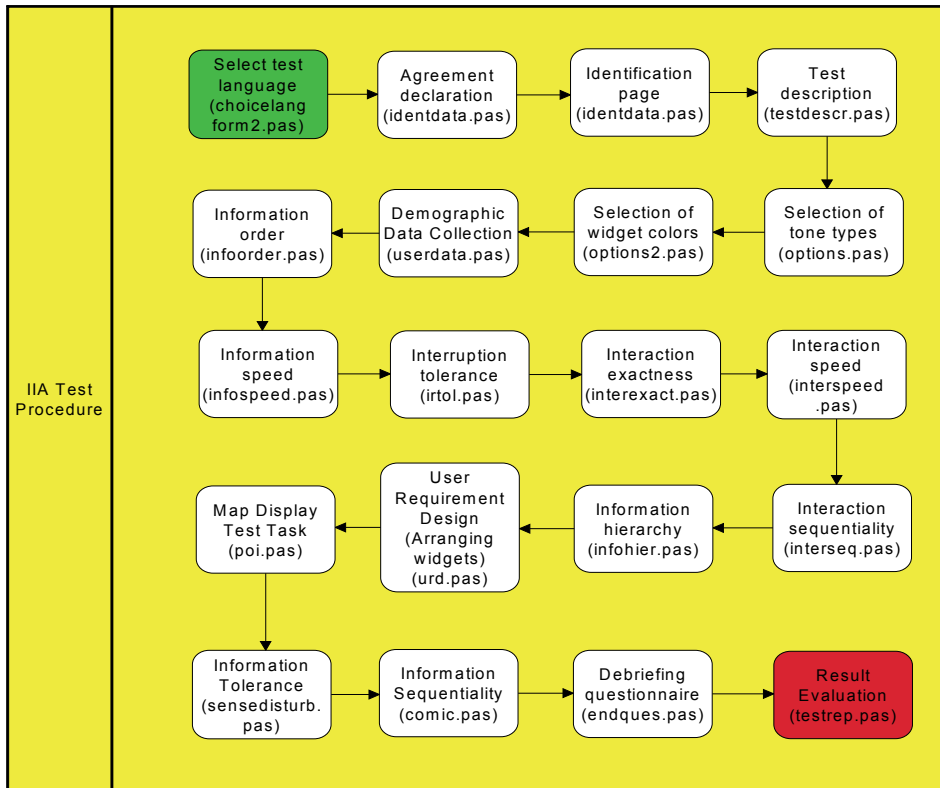 IIA Test
Procedure
Select test
language
(choicelang
form2.pas)
Agreement
declaration
(identdata.pas)
Identification
page
(identdata.pas)
Test
description
(testdescr.pas)
Selection of
tone types
(options.pas)
Selection of
widget colors
(options2.pas)
Demographic
Data Collection
(userdata.pas)
Information
order
(infoorder.pas)
Information
speed
(infospeed.pas)
Interruption
tolerance
(irtol.pas)
Interaction
exactness
(interexact.pas)
Interaction
speed
(interspeed
.pas)
Interaction
sequentiality
(interseq.pas)
Information
hierarchy
(infohier.pas)
User
Requirement
Design
(Arranging
widgets)
(urd.pas)
Map Display
Test Task
(poi.pas)
Information
Tolerance
(sensedisturb.
pas)
Information
Sequentiality
(comic.pas)
Debriefing
questionnaire
(endques.pas)
Result
Evaluation
(testrep.pas)